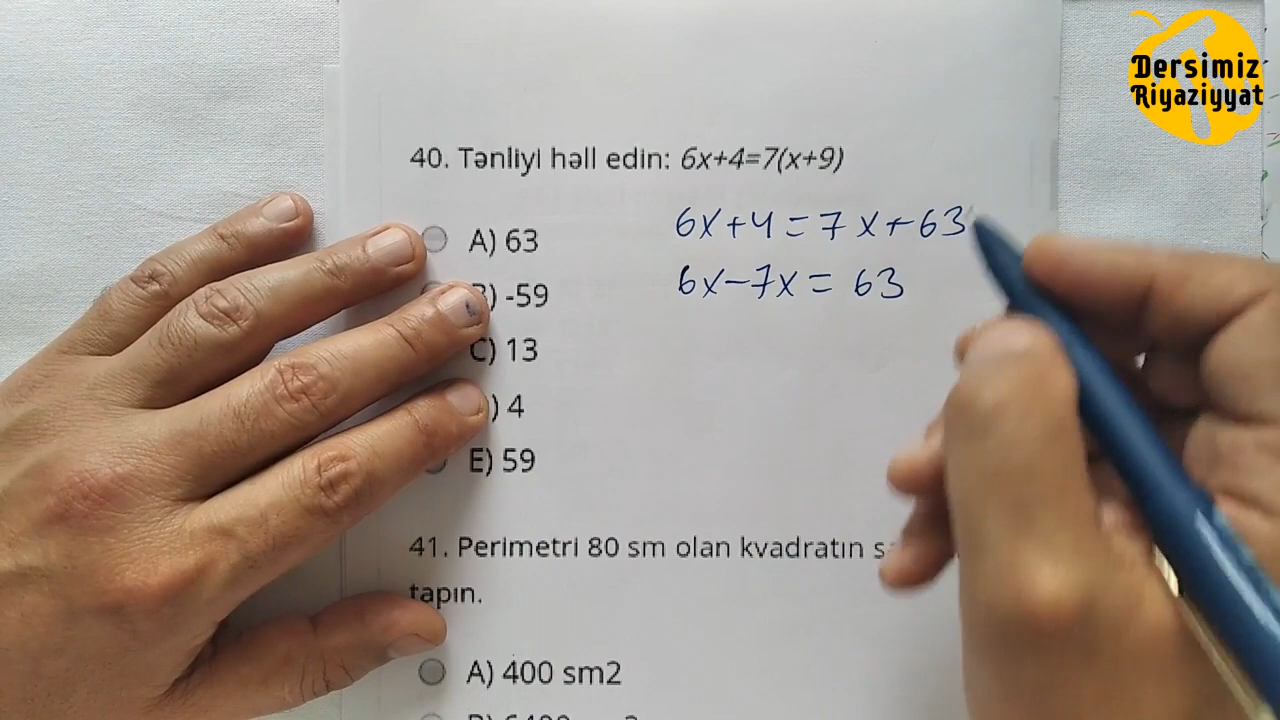 Dersimiz
Riyaziyyat
40. Tənliyi həll edin: 6x+4=7(x+9)
6x+4=7x+63
6x-7x=63
A) 63
) -59
C) 13
) 4
E) 59
41. Perimetri 80 sm olan kvadratın
tapın.
A) 400 sm2